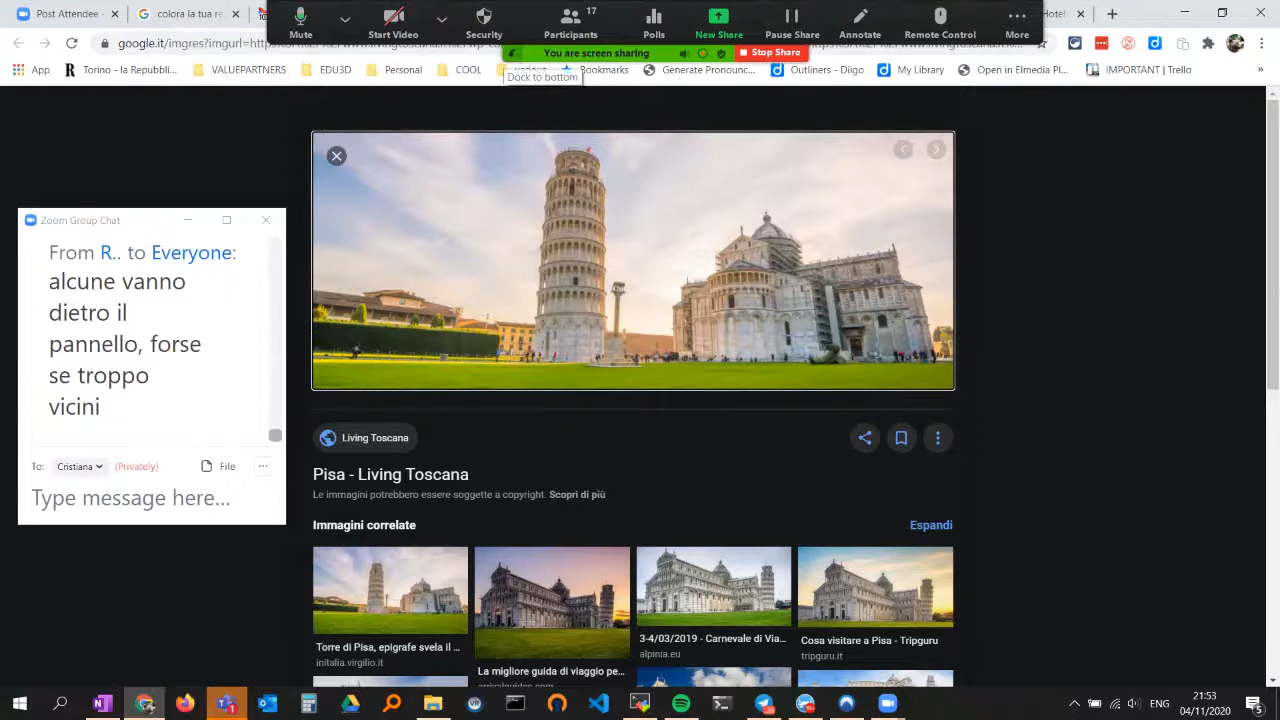 Post Attendee
colora la tua re
Hotel
google.it/imgres?imgurl=https
Mute
Start Video
Security
Participants
17
Polls
New Share
Pause Share
Annotate
Remote Control
More
You are screen sharing
Stop Share
Dock to bottom
App
Torino - la Repubbli...
VALUEPARTNERS
EDU3D
Personal
COOL
Bookmarks
Generate Pronounc...
Outliners - Diigo
My Library
Open in Elmedia Pl...
IMPORTANT | Trello
»
Zoom Group Chat
From R.. to Everyone:
alcune vanno
dietro il
pannello, forse
se troppo
vicini
To: Cristiana (Privately) File
Type message here...
Living Toscana
Pisa - Living Toscana
Le immagini potrebbero essere soggette a copyright. Scopri di più
Immagini correlate
Espandi
Torre di Pisa, epigrafe svela il ...
initalia.virgilio.it
La migliore guida di viaggio pe...
arrivalguides.com
3-4/03/2019 - Carnevale di Via...
alpinia.eu
Cosa visitare a Pisa - Tripguru
tripguru.it
ENG
21:53
04/11/2020